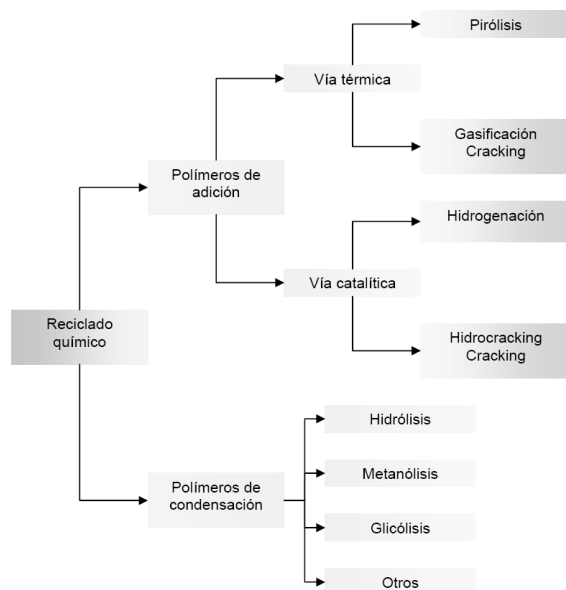 Pirólisis
Vía térmica
Gasificación
Cracking
Polímeros de
adición
Hidrogenación
Vía catalítica
Reciclado
químico
Hidrocracking
Cracking
Hidrólisis
Metanólisis
Polímeros de
condensación
Glicólisis
Otros